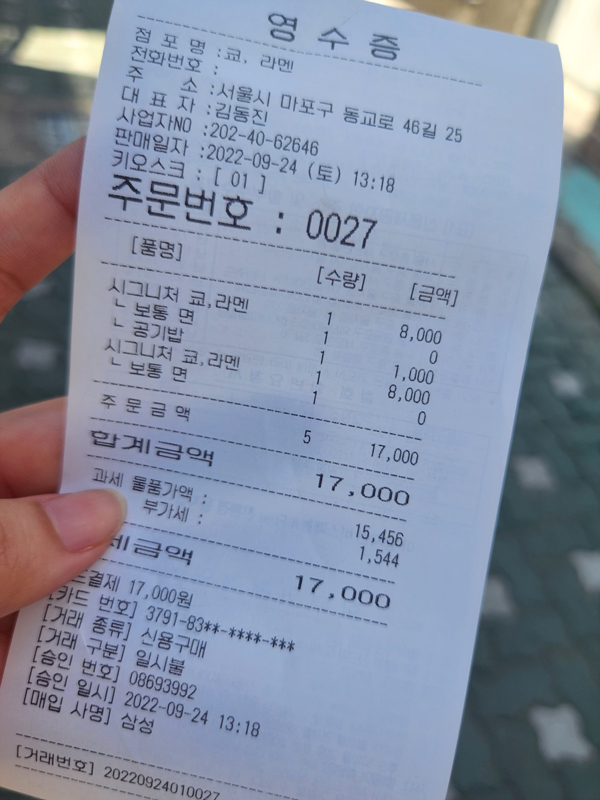 영수증
점 포 명 :쿄. 라멘
전화번호 :
주 소 :서울시 마포구 동교로 46길 25
대 표 자 :김동진
사업자NO :202-40-62646
판매일자 :2022-09-24 (토) 13:18
키오스크 : [ 01 ]
주문번호 : 0027
[품명] [수량] [금액]
시그니처 쿄,라멘 1 8,000
ㄴ 보통 면 1 0
ㄴ 공기밥 1 1,000
시그니처 쿄,라멘 1 8,000
ㄴ 보통 면 1 0
주 문 금 액 5 17,000
합계금액 17,000
과세 물품가액 : 15,456
부가세 : 1,544
세금액 17,000
드결제 17,000원
[카드 번호] 3791-83**-****-***
[거래 종류] 신용구매
[거래 구분] 일시불
[승인 번호] 08693992
[승인 일시] 2022-09-24 13:18
[매입 사명] 삼성
[거래번호] 20220924010027